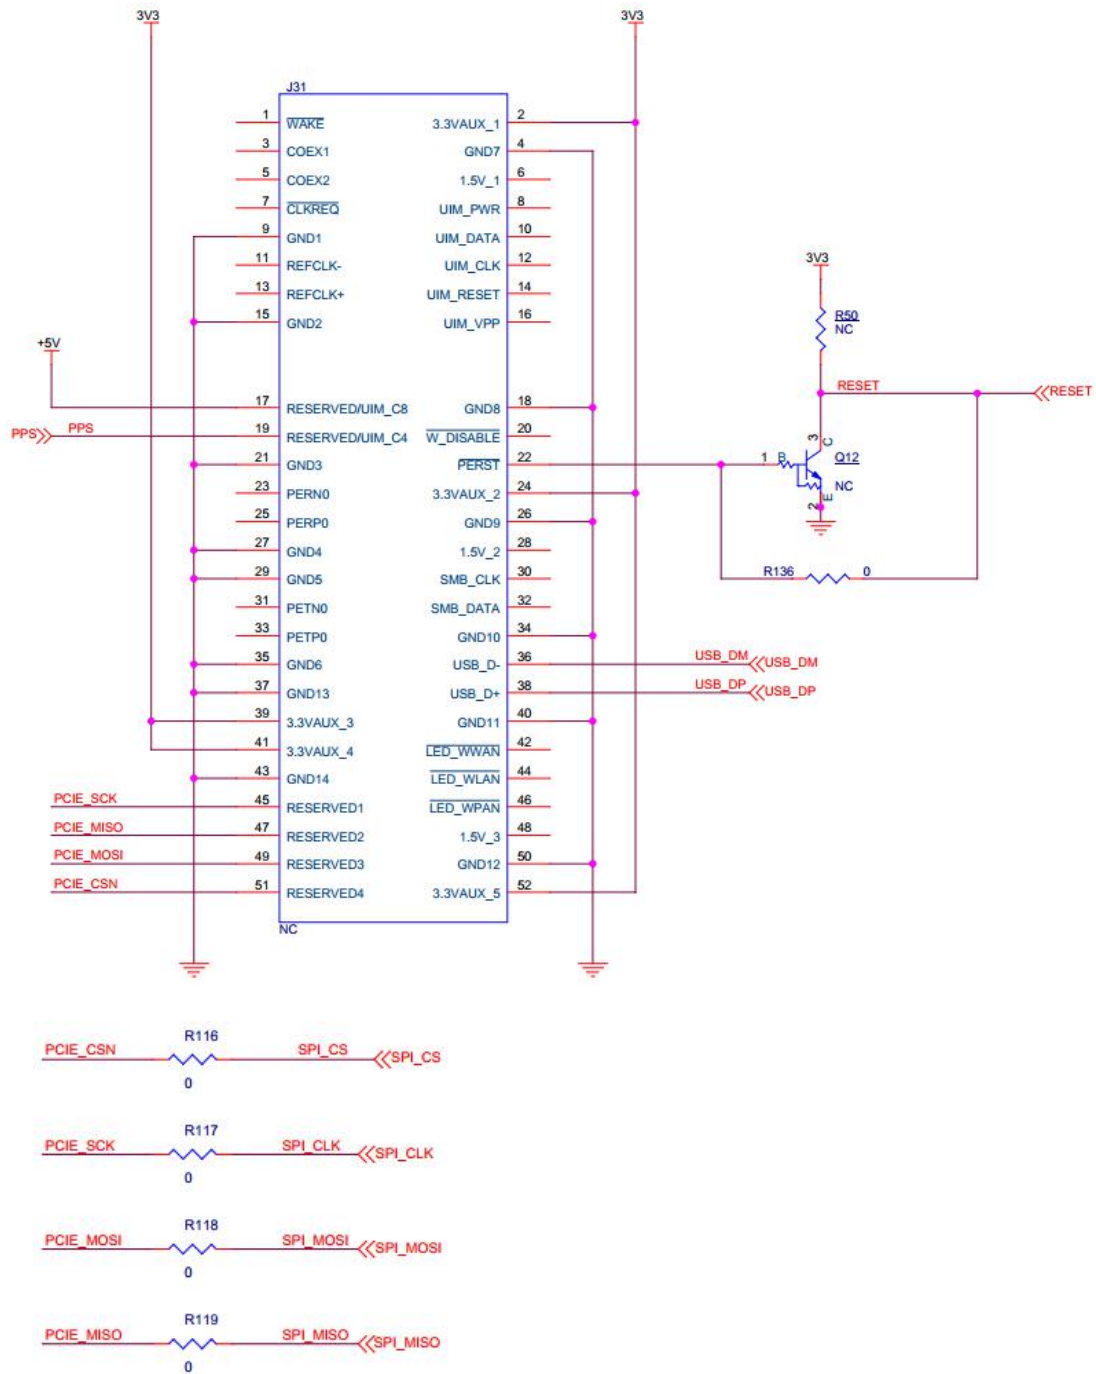 3V3 3V3
J31
1 WAKE 3.3VAUX_1 2
3 COEX1 GND7 4
5 COEX2 1.5V_1 6
7 CLKREQ UIM_PWR 8
9 GND1 UIM_DATA 10
11 REFCLK- UIM_CLK 12
13 REFCLK+ UIM_RESET 14
15 GND2 UIM_VPP 16
3V3
R50
NC
+5V
RESET RESET
17 RESERVED/UIM_C8 GND8 18
PPS PPS 19 RESERVED/UIM_C4 W_DISABLE 20
3 C
21 GND3 PERST 22 1 B Q12
23 PERN0 3.3VAUX_2 24 NC
2 E
25 PERP0 GND9 26
27 GND4 1.5V_2 28
29 GND5 SMB_CLK 30 R136 0
31 PETN0 SMB_DATA 32
33 PETP0 GND10 34
35 GND6 USB_D- 36 USB_DM USB_DM
37 GND13 USB_D+ 38 USB_DP USB_DP
39 3.3VAUX_3 GND11 40
41 3.3VAUX_4 LED_WWAN 42
43 GND14 LED_WLAN 44
PCIE_SCK 45 RESERVED1 LED_WPAN 46
PCIE_MISO 47 RESERVED2 1.5V_3 48
PCIE_MOSI 49 RESERVED3 GND12 50
PCIE_CSN 51 RESERVED4 3.3VAUX_5 52
NC
R116
PCIE_CSN SPI_CS SPI_CS
0
R117
PCIE_SCK SPI_CLK SPI_CLK
0
R118
PCIE_MOSI SPI_MOSI SPI_MOSI
0
R119
PCIE_MISO SPI_MISO SPI_MISO
0